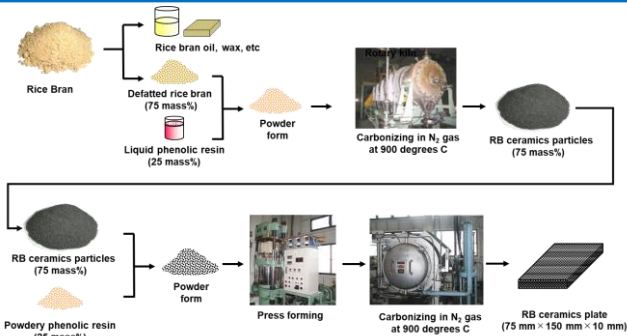 Rice Bran
Rice bran oil, wax, etc
Defatted rice bran
(75 mass%)
Liquid phenolic resin
(25 mass%)
Powder
form
Rotary kiln
Carbonizing in N₂ gas
at 900 degrees C
RB ceramics particles
(75 mass%)
RB ceramics particles
(75 mass%)
Powdery phenolic resin
(25 mass%)
Powder
form
Press forming
Carbonizing in N₂ gas
at 900 degrees C
RB ceramics plate
(75 mm×150 mm×10 mm)